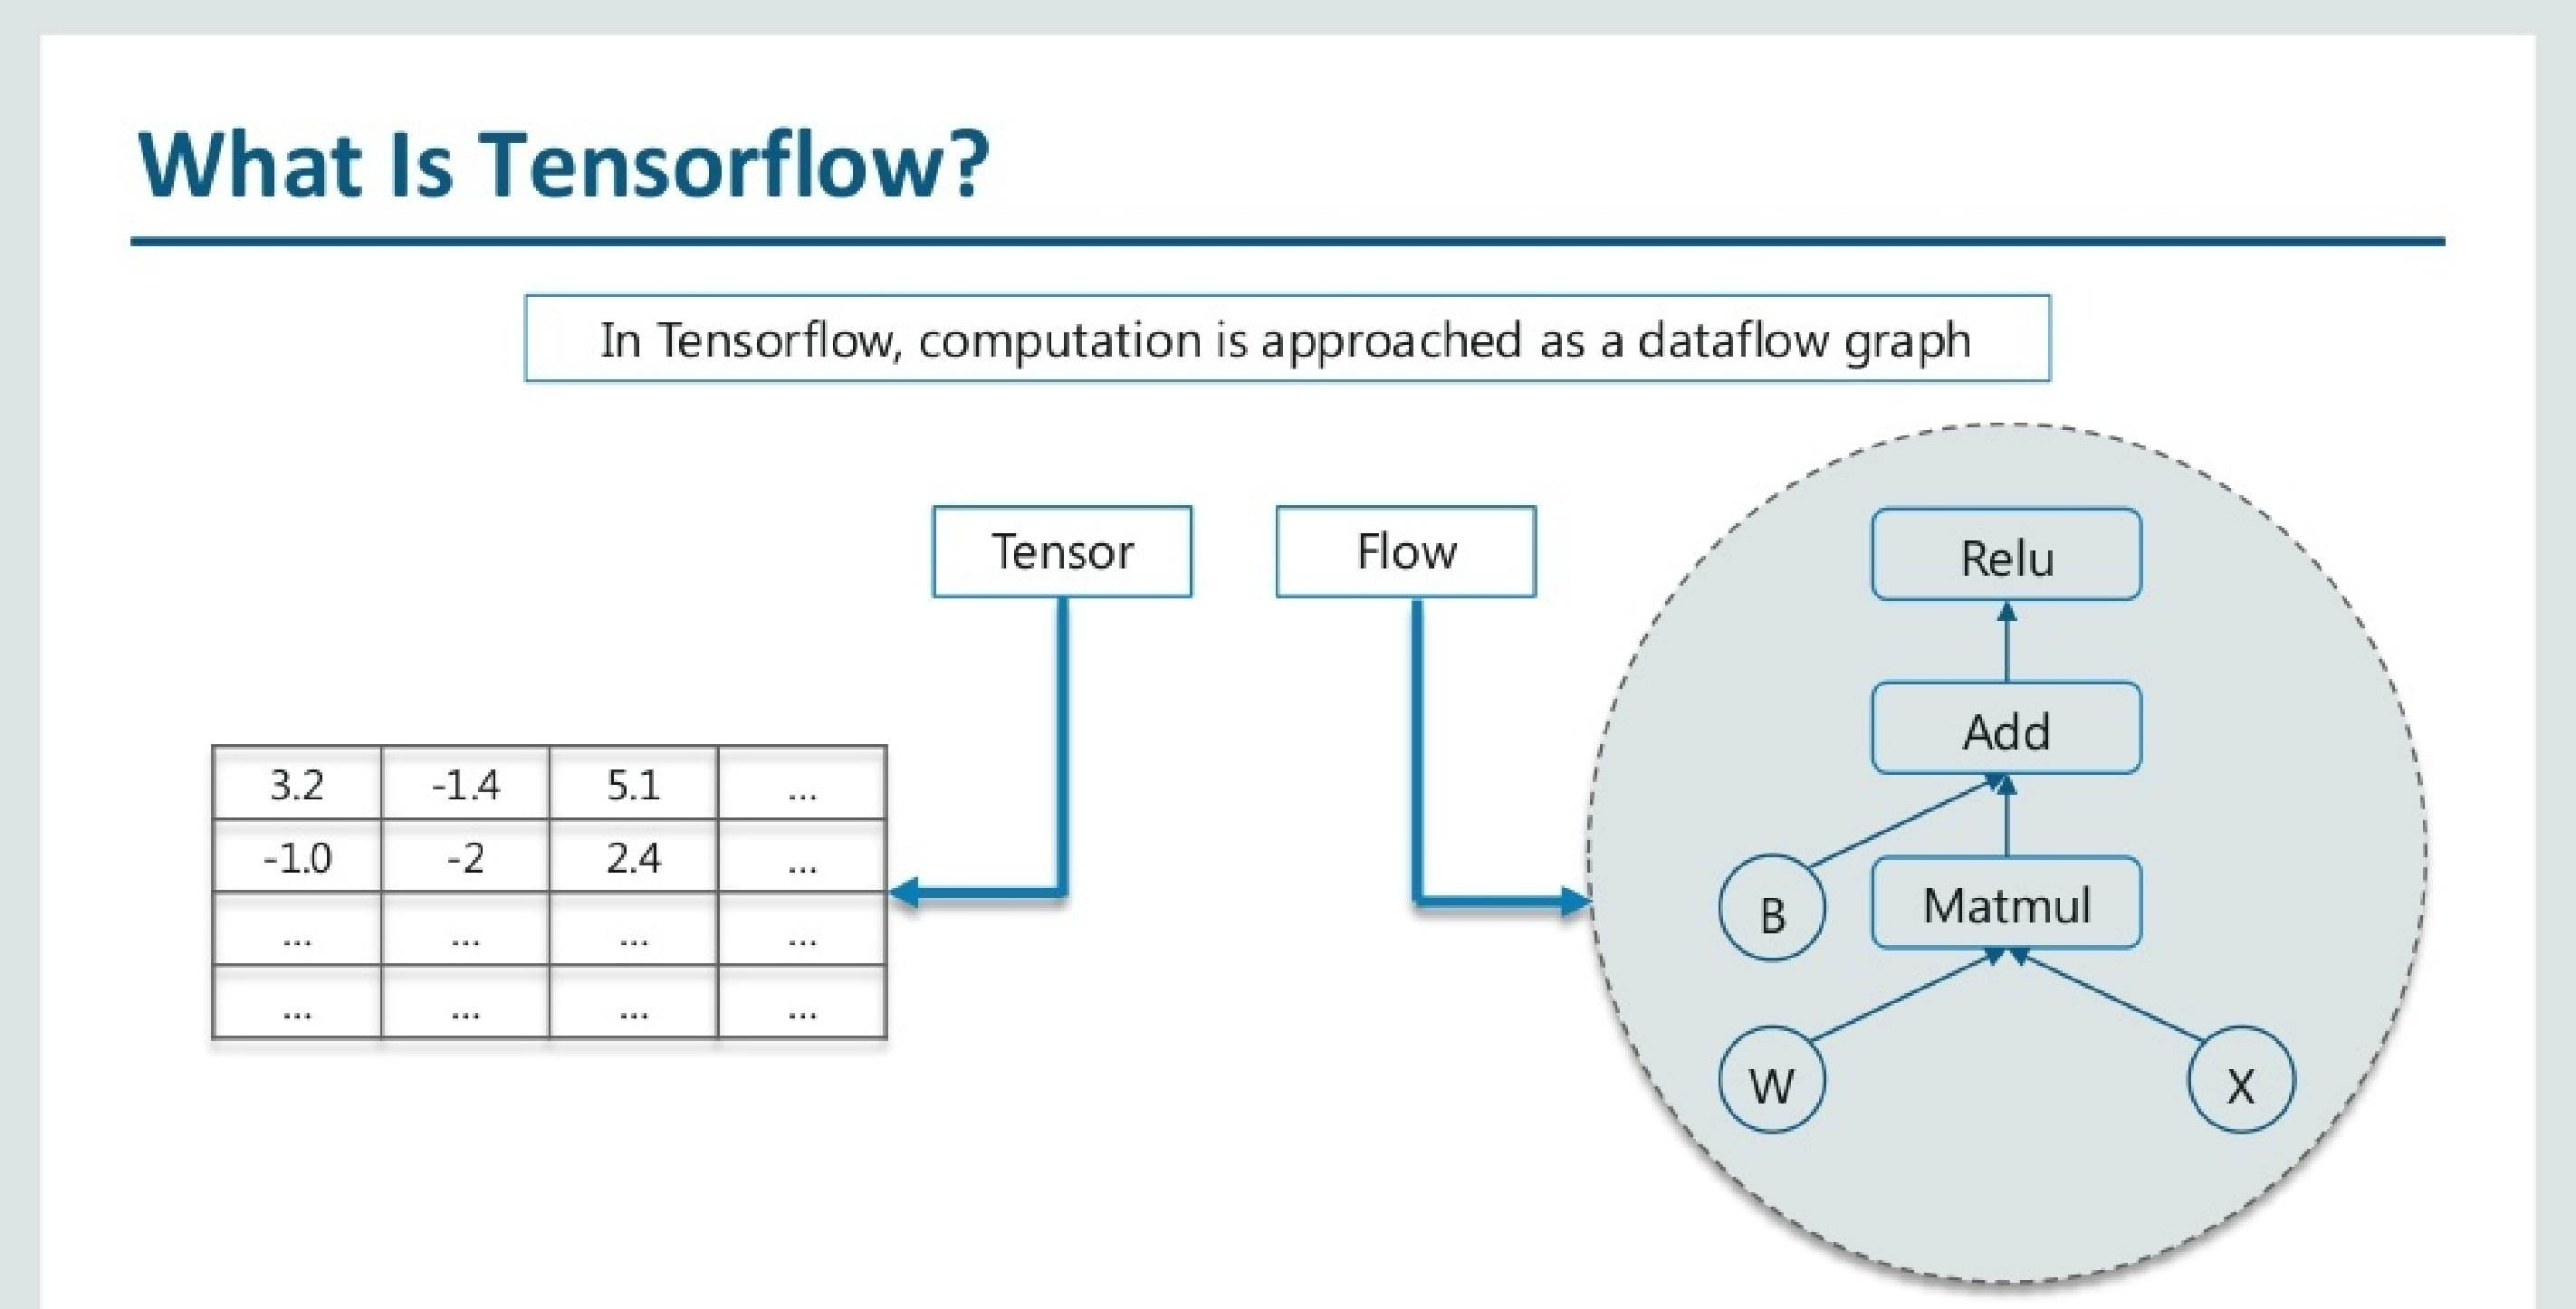 What Is Tensorflow?
In Tensorflow, computation is approached as a dataflow graph
Tensor
Flow
3.2 -1.4 5.1 ...
-1.0 -2 2.4 ...
... ... ... ...
... ... ... ...
Relu
Add
B
Matmul
W
X